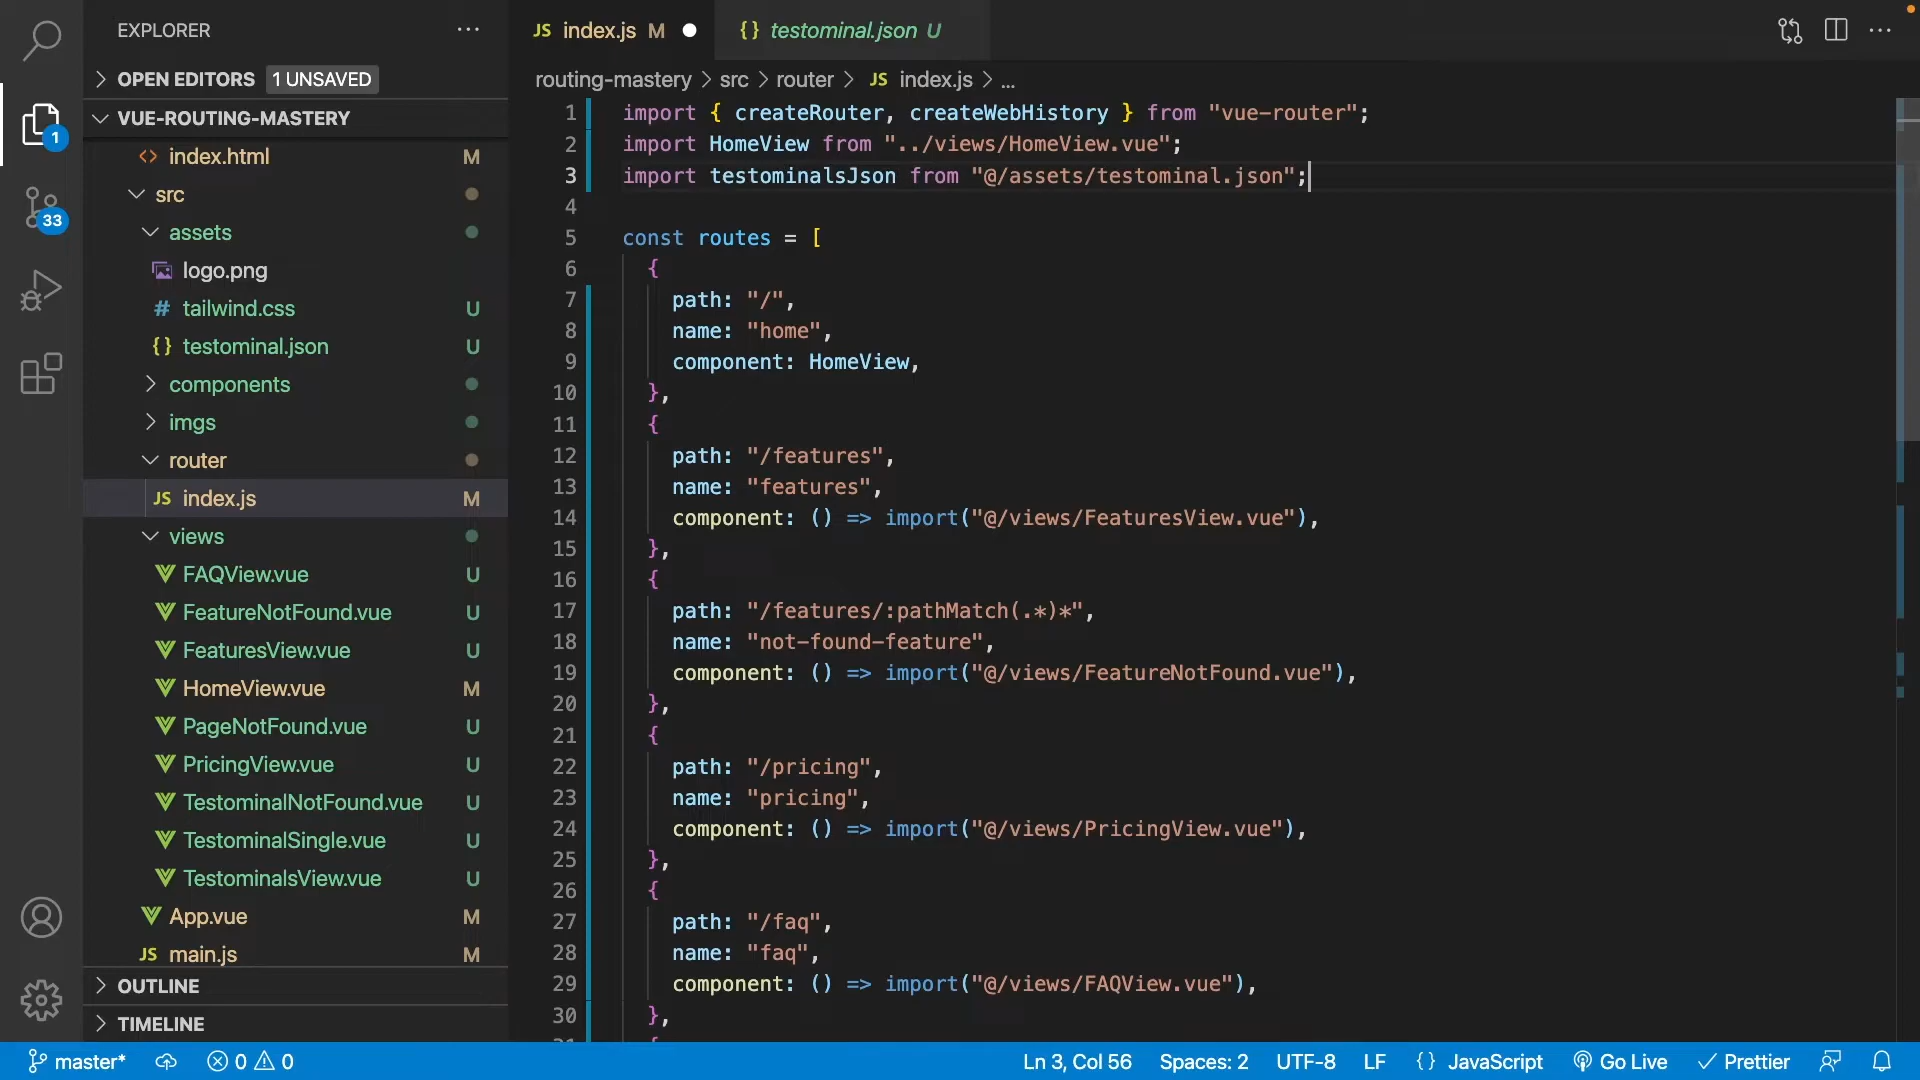 EXPLORER
OPEN EDITORS 1 UNSAVED
VUE-ROUTING-MASTERY
index.html M
src
assets
logo.png
tailwind.css U
testominal.json U
components
imgs
router
index.js M
views
FAQView.vue U
FeatureNotFound.vue U
FeaturesView.vue U
HomeView.vue M
PageNotFound.vue U
PricingView.vue U
TestominalNotFound.vue U
TestominalSingle.vue U
TestominalsView.vue U
App.vue M
main.js M
OUTLINE
TIMELINE
1
33
JS index.js M
{} testominal.json U
routing-mastery > src > router > JS index.js > ...
1 import { createRouter, createWebHistory } from "vue-router";
2 import HomeView from "../views/HomeView.vue";
3 import testominalsJson from "@/assets/testominal.json";
4
5 const routes = [
6 {
7 path: "/",
8 name: "home",
9 component: HomeView,
10 },
11 {
12 path: "/features",
13 name: "features",
14 component: () => import("@/views/FeaturesView.vue"),
15 },
16 {
17 path: "/features/:pathMatch(.*)*",
18 name: "not-found-feature",
19 component: () => import("@/views/FeatureNotFound.vue"),
20 },
21 {
22 path: "/pricing",
23 name: "pricing",
24 component: () => import("@/views/PricingView.vue"),
25 },
26 {
27 path: "/faq",
28 name: "faq",
29 component: () => import("@/views/FAQView.vue"),
30 },
master* 0 0 Ln 3, Col 56 Spaces: 2 UTF-8 LF {} JavaScript Go Live Prettier